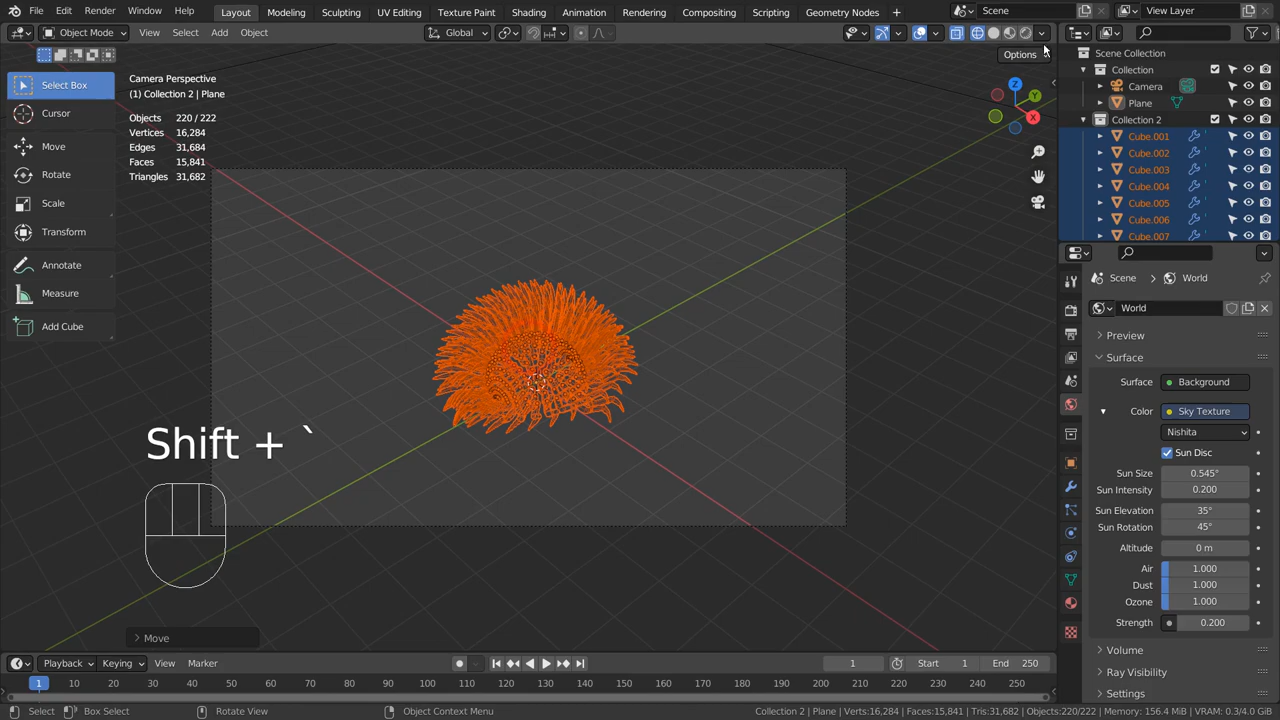 File Edit Render Window Help Layout Modeling Sculpting UV Editing Texture Paint Shading Animation Rendering Compositing Scripting Geometry Nodes + Scene View Layer
Object Mode View Select Add Object Global
Options
Select Box
Cursor
Move
Rotate
Scale
Transform
Annotate
Measure
Add Cube
Camera Perspective
(1) Collection 2 | Plane
Objects 220 / 222
Vertices 16,284
Edges 31,684
Faces 15,841
Triangles 31,682
Z
Y
X
Shift + `
Move
Scene Collection
Collection
Camera
Plane
Collection 2
Cube.001
Cube.002
Cube.003
Cube.004
Cube.005
Cube.006
Cube.007
Scene > World
World
Preview
Surface
Surface Background
Color Sky Texture
Nishita
Sun Disc
Sun Size 0.545°
Sun Intensity 0.200
Sun Elevation 35°
Sun Rotation 45°
Altitude 0 m
Air 1.000
Dust 1.000
Ozone 1.000
Strength 0.200
Volume
Ray Visibility
Settings
Playback Keying View Marker 1 Start 1 End 250
1 10 20 30 40 50 60 70 80 90 100 110 120 130 140 150 160 170 180 190 200 210 220 230 240 250
Select Box Select Rotate View Object Context Menu Collection 2 | Plane | Verts:16,284 | Faces:15,841 | Tris:31,682 | Objects:220/222 | Memory: 156.4 MiB | VRAM: 0.3/4.0 GiB